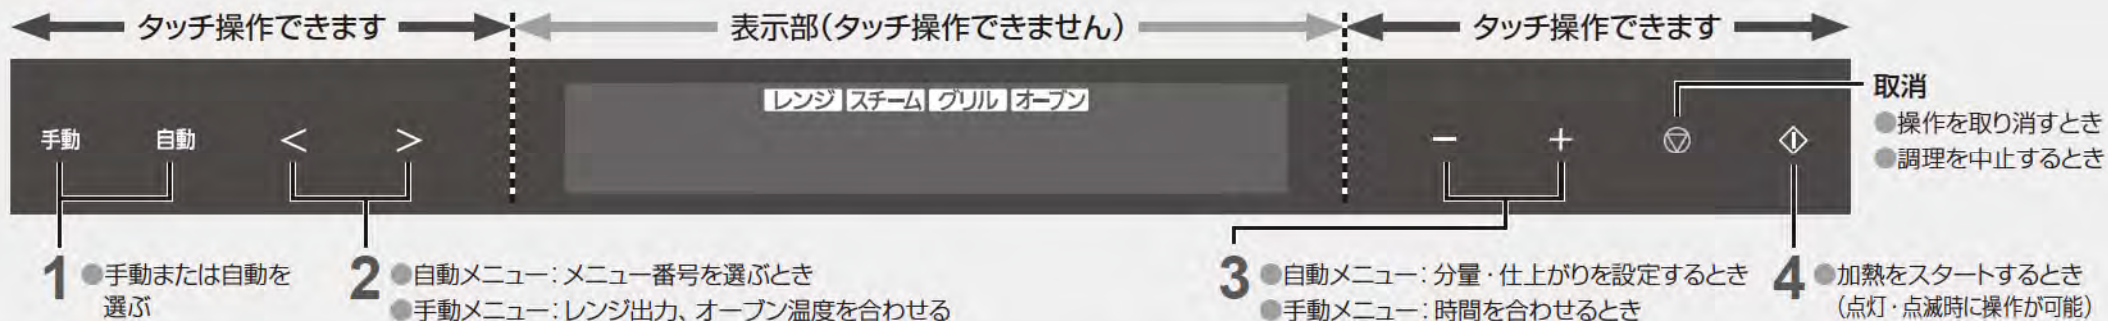 タッチ操作できます
表示部（タッチ操作できません）
タッチ操作できます
レンジ スチーム グリル オーブン
手動 自動 < > − +
取消
●操作を取り消すとき
●調理を中止するとき
1 ●手動または自動を
選ぶ
2 ●自動メニュー：メニュー番号を選ぶとき
●手動メニュー：レンジ出力、オーブン温度を合わせる
3 ●自動メニュー：分量・仕上がりを設定するとき
●手動メニュー：時間を合わせるとき
4 ●加熱をスタートするとき
（点灯・点滅時に操作が可能）